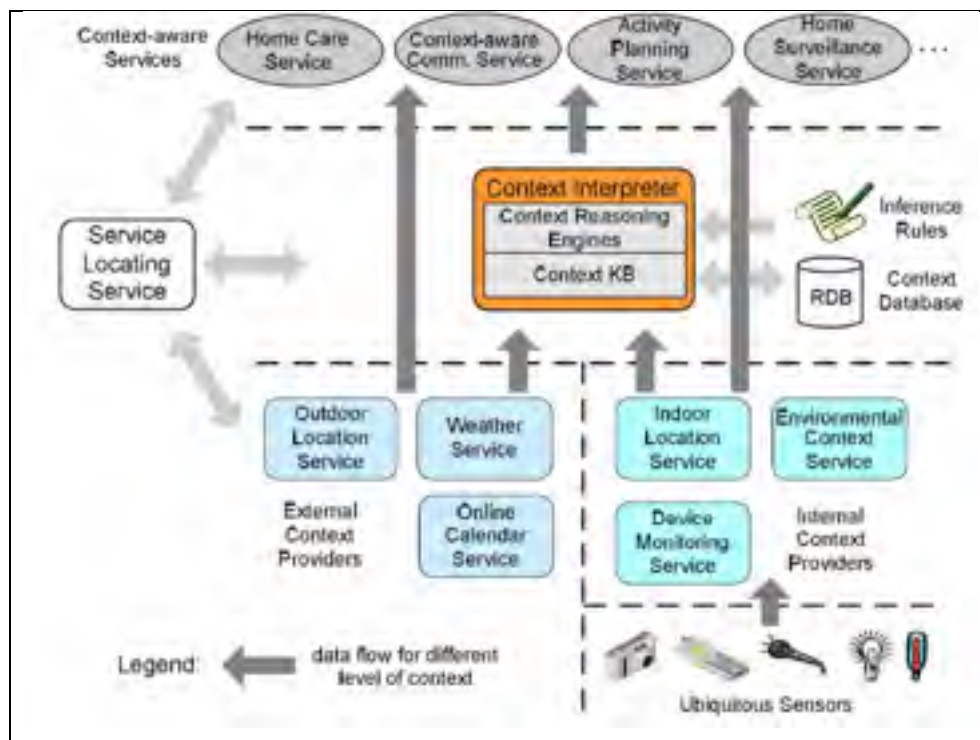 Context-aware
Services
Home Care
Service
Context-aware
Comm. Service
Activity
Planning
Service
Home
Surveillance
Service
...
Service
Locating
Service
Context Interpreter
Context Reasoning
Engines
Context KB
Inference
Rules
RDB
Context
Database
Outdoor
Location
Service
Weather
Service
Indoor
Location
Service
Environmental
Context
Service
External
Context
Providers
Online
Calendar
Service
Device
Monitoring
Service
Internal
Context
Providers
Legend:
data flow for different
level of context
Ubiquitous Sensors